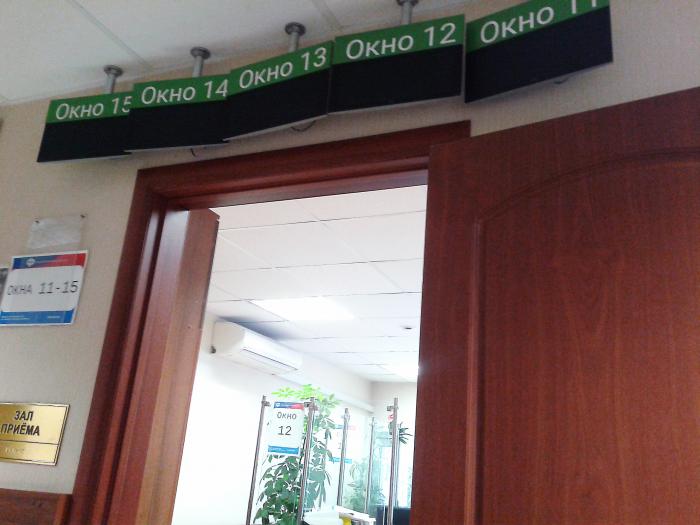 Окно 15
Окно 14
Окно 13
Окно 12
Окно 11
ОКНА 11-15
ЗАЛ
ПРИЁМА
Окно
12